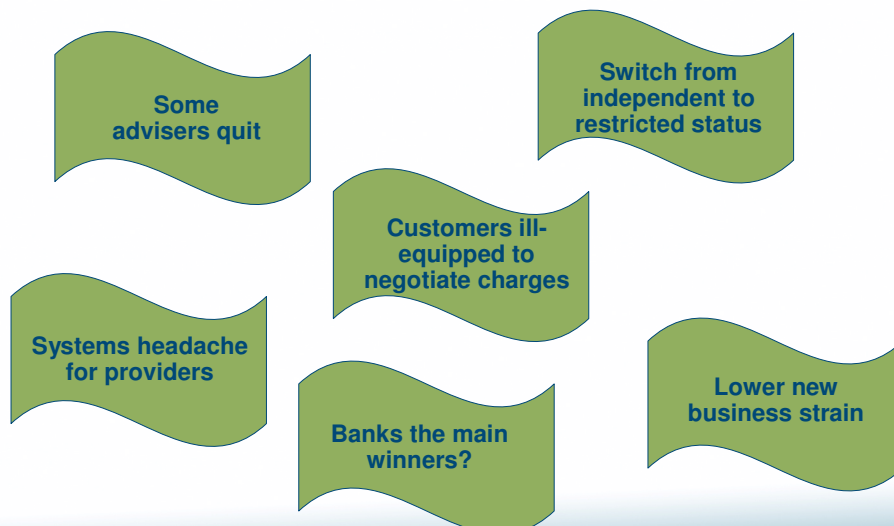 Some
advisers quit
Switch from
independent to
restricted status
Customers ill-
equipped to
negotiate charges
Systems headache
for providers
Banks the main
winners?
Lower new
business strain